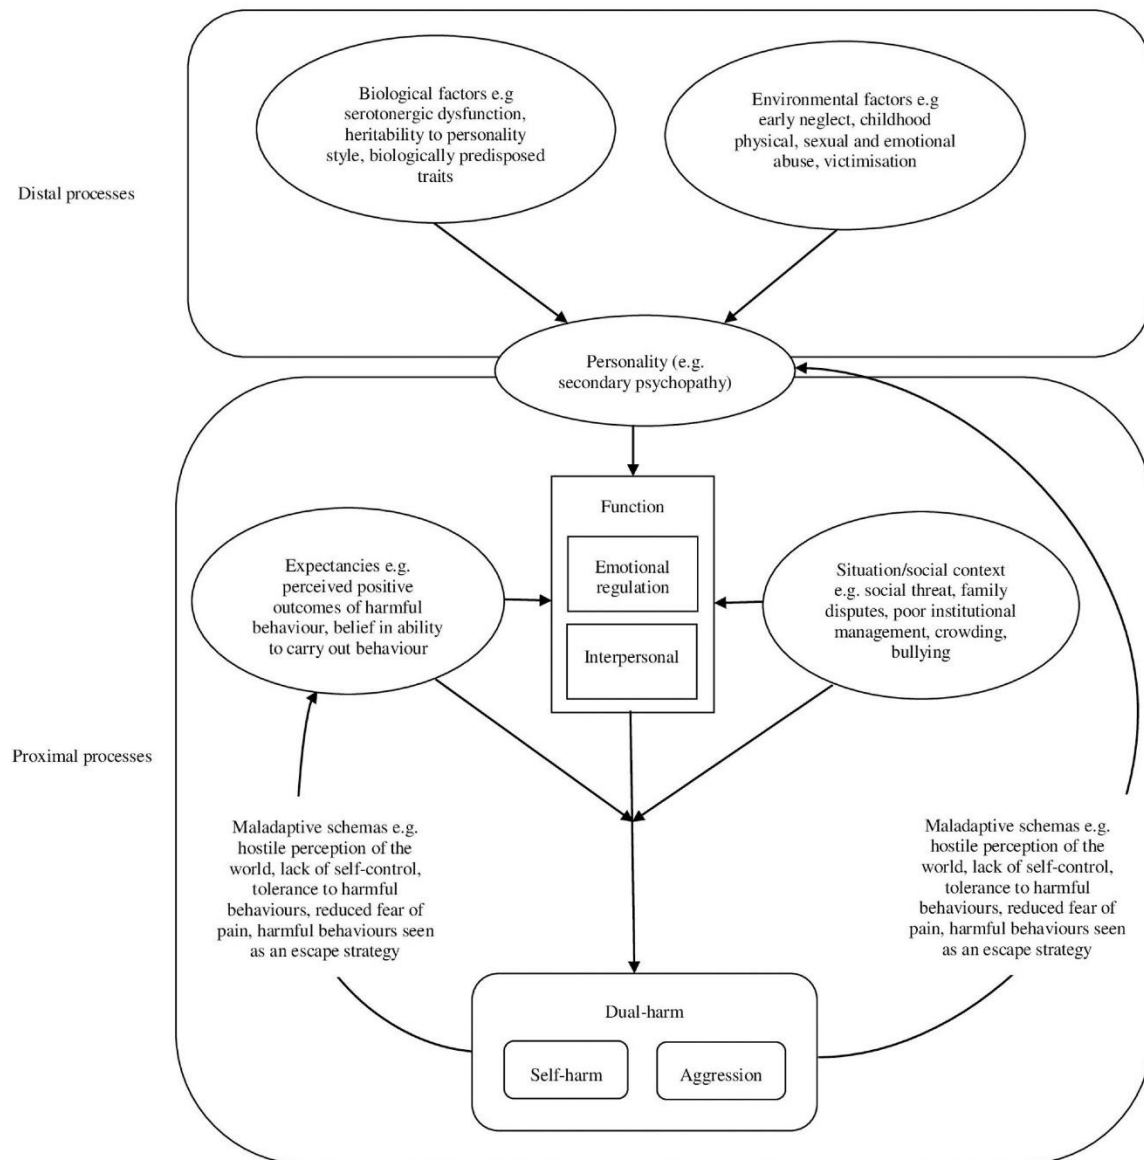 Biological factors e.g
serotonergic dysfunction,
heritability to personality
style, biologically predisposed
traits
Environmental factors e.g
early neglect, childhood
physical, sexual and emotional
abuse, victimisation
Distal processes
Personality (e.g.
secondary psychopathy)
Function
Emotional
regulation
Interpersonal
Expectancies e.g.
perceived positive
outcomes of harmful
behaviour, belief in ability
to carry out behaviour
Situation/social context
e.g. social threat, family
disputes, poor institutional
management, crowding,
bullying
Proximal processes
Maladaptive schemas e.g.
hostile perception of the
world, lack of self-control,
tolerance to harmful
behaviours, reduced fear of
pain, harmful behaviours seen
as an escape strategy
Maladaptive schemas e.g.
hostile perception of the
world, lack of self-control,
tolerance to harmful
behaviours, reduced fear of
pain, harmful behaviours seen
as an escape strategy
Dual-harm
Self-harm
Aggression